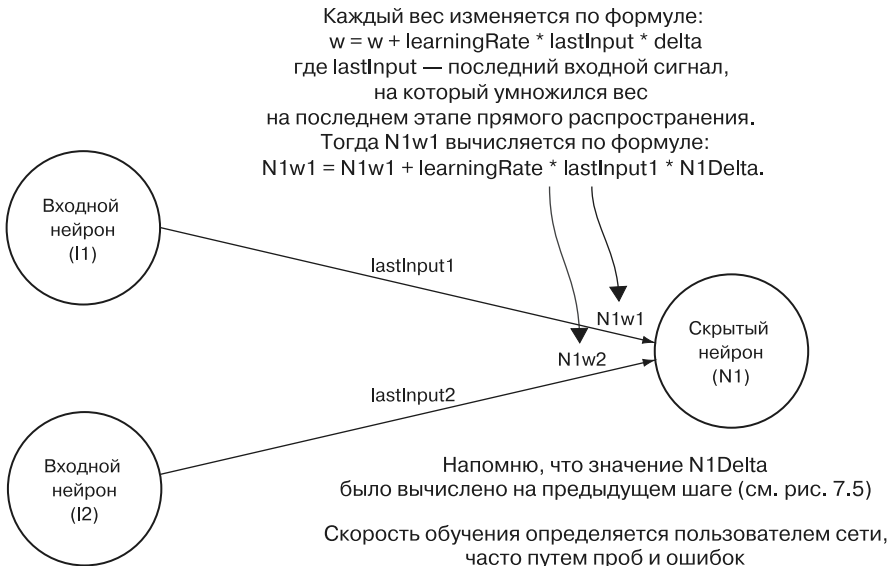 Каждый вес изменяется по формуле:
w = w + learningRate * lastInput * delta
где lastInput — последний входной сигнал,
на который умножился вес
на последнем этапе прямого распространения.
Тогда N1w1 вычисляется по формуле:
N1w1 = N1w1 + learningRate * lastInput1 * N1Delta.
Входной
нейрон
(I1)
lastInput1
N1w1
Скрытый
нейрон
(N1)
N1w2
lastInput2
Входной
нейрон
(I2)
Напомню, что значение N1Delta
было вычислено на предыдущем шаге (см. рис. 7.5)
Скорость обучения определяется пользователем сети,
часто путем проб и ошибок